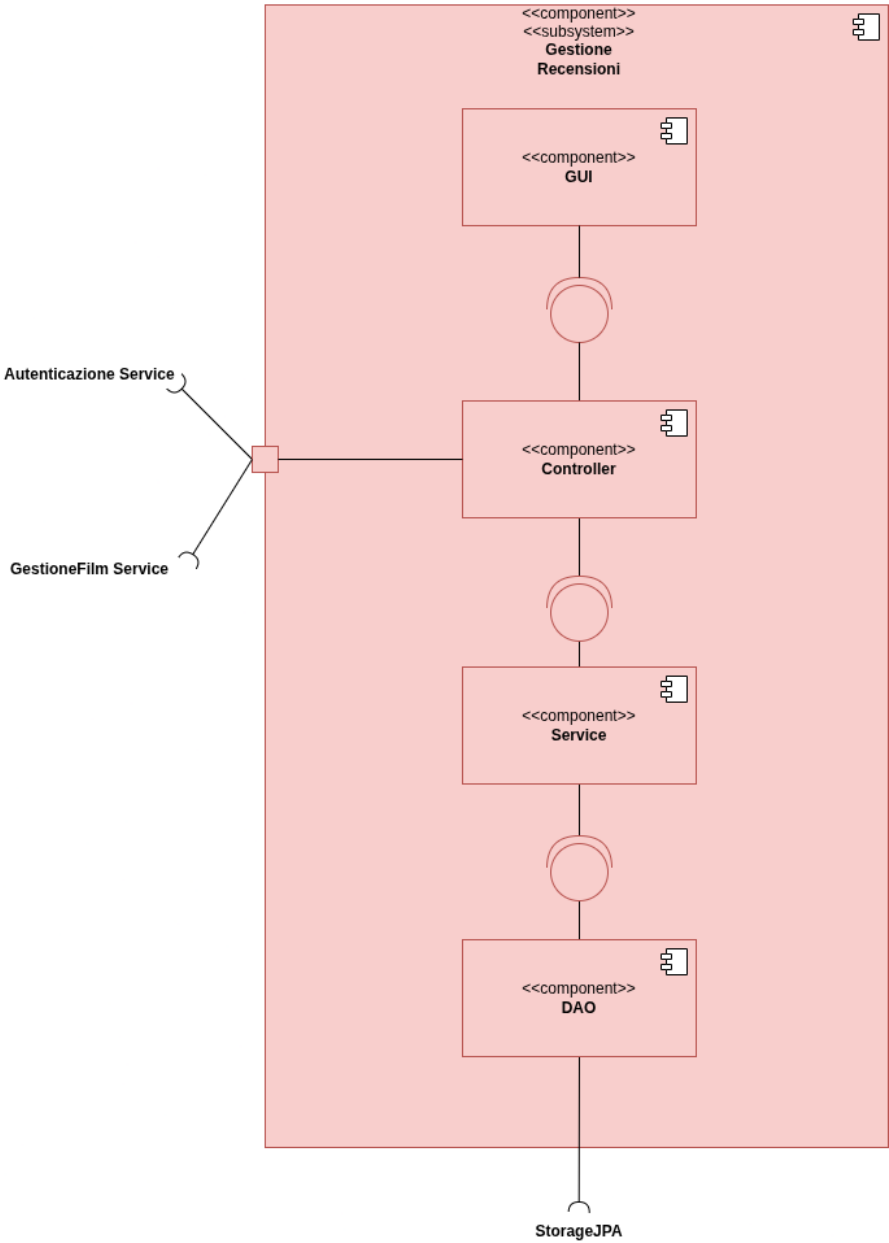 <<component>>
<<subsystem>>
Gestione
Recensioni
<<component>>
GUI
Autenticazione Service
<<component>>
Controller
GestioneFilm Service
<<component>>
Service
<<component>>
DAO
StorageJPA